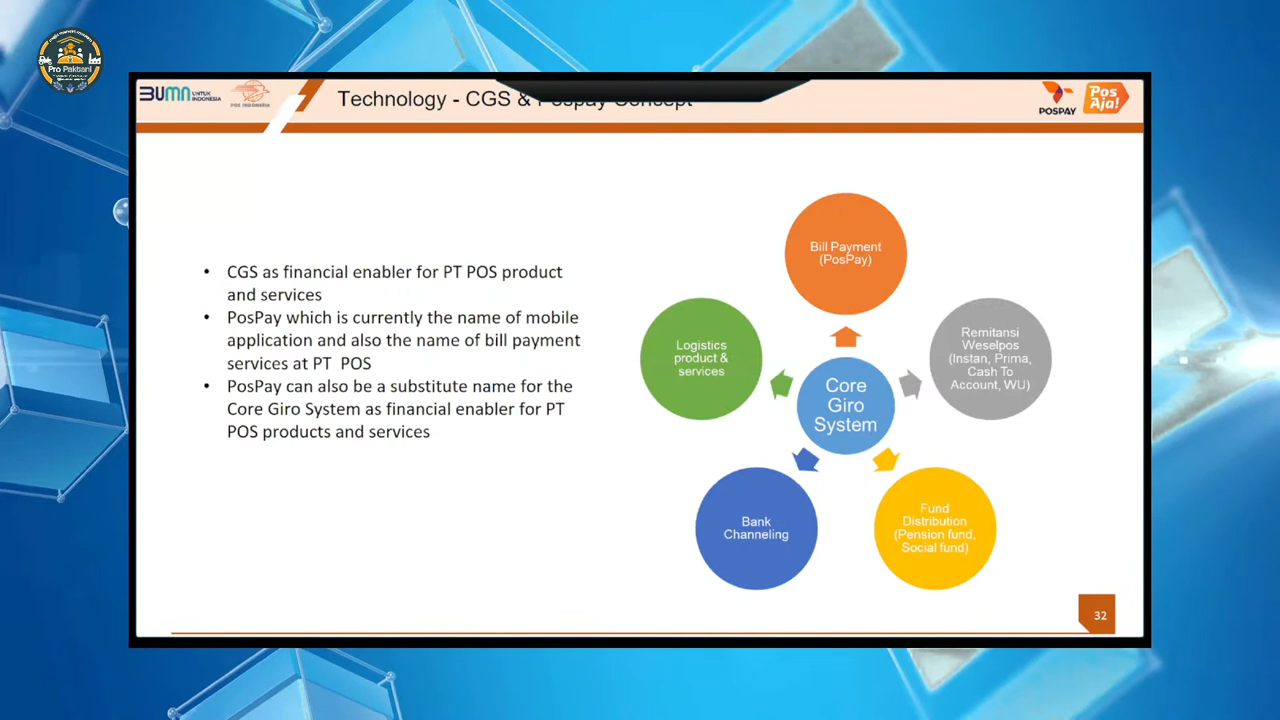 Pro Paktani
BUMN UNTUK INDONESIA
POS INDONESIA
Technology - CGS & Pospay Concept
POSPAY
Pos Aja!
• CGS as financial enabler for PT POS product
and services
• PosPay which is currently the name of mobile
application and also the name of bill payment
services at PT POS
• PosPay can also be a substitute name for the
Core Giro System as financial enabler for PT
POS products and services
Bill Payment
(PosPay)
Logistics
product &
services
Remitansi
Weselpos
(Instan, Prima,
Cash To
Account, WU)
Core
Giro
System
Bank
Channeling
Fund
Distribution
(Pension fund,
Social fund)
32